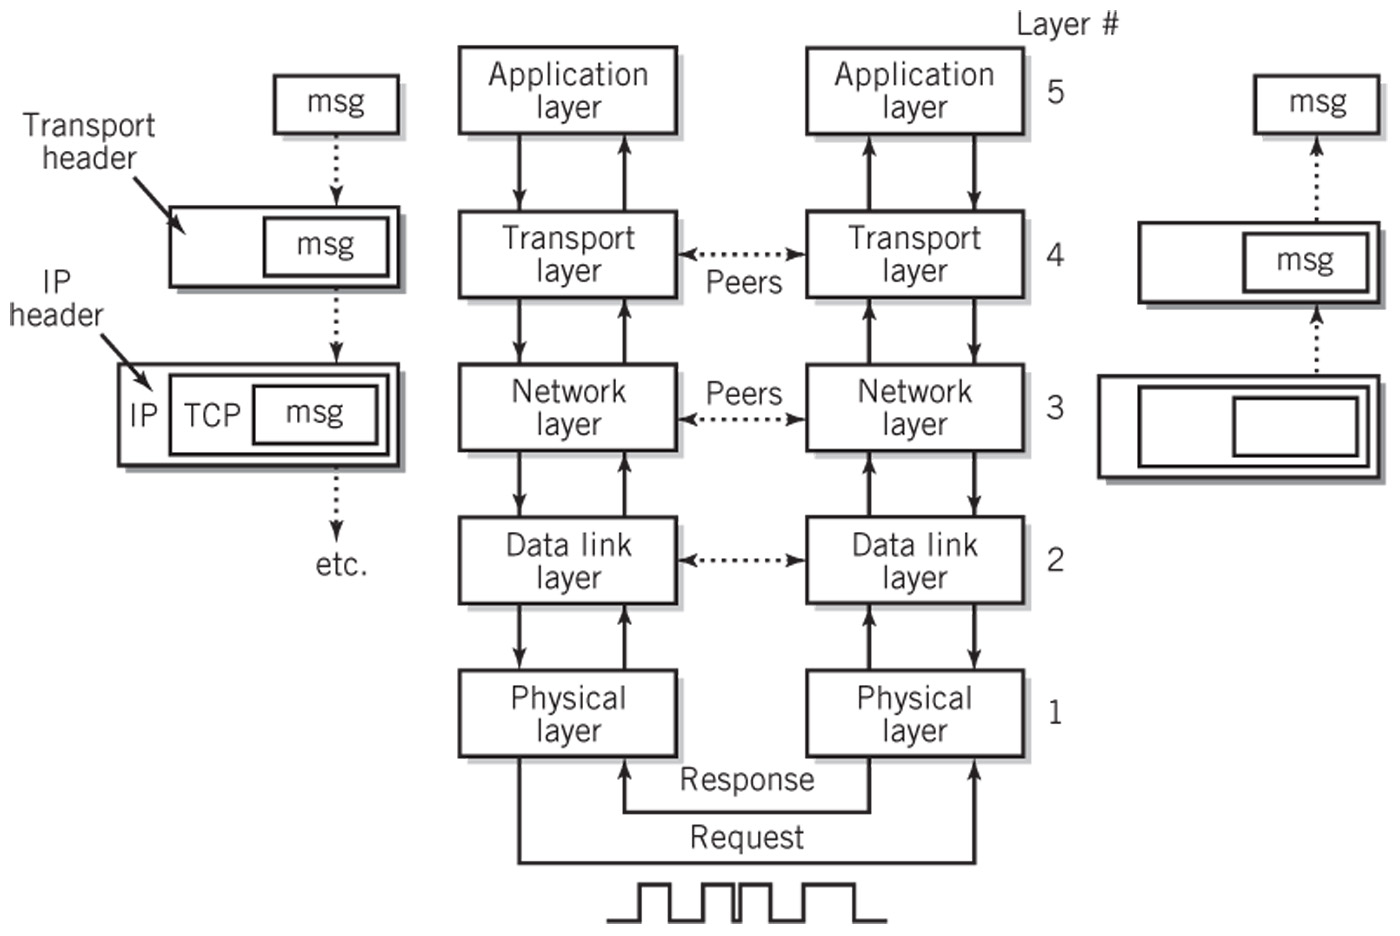 Layer #
Application
layer
Application
layer
5
msg
msg
Transport
header
msg
Transport
layer
Peers
Transport
layer
4
msg
IP
header
IP
TCP
msg
Network
layer
Peers
Network
layer
3
etc.
Data link
layer
Data link
layer
2
Physical
layer
Physical
layer
1
Response
Request